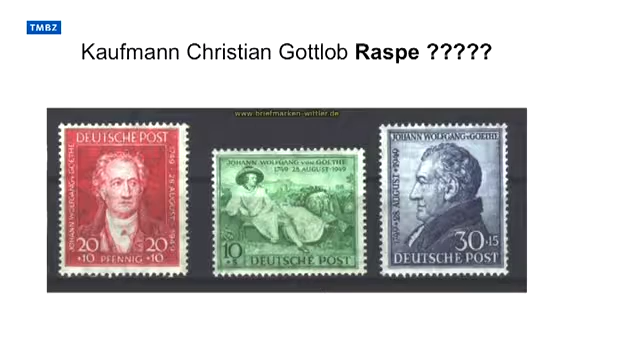 TMBZ
Kaufmann Christian Gottlob Raspe ?????
www.briefmarken-wittler.de
DEUTSCHE POST
JOHANN WOLFGANG v. GOETHE
1749 · 28 AUGUST · 1949
20 20
+10 PFENNIG +10
JOHANN WOLFGANG VON GOETHE
1749 · 28. AUGUST · 1949
10
+5 DEUTSCHE POST
JOHANN WOLFGANG v. GOETHE
1749 · 28. AUGUST · 1949
30+15
DEUTSCHE POST